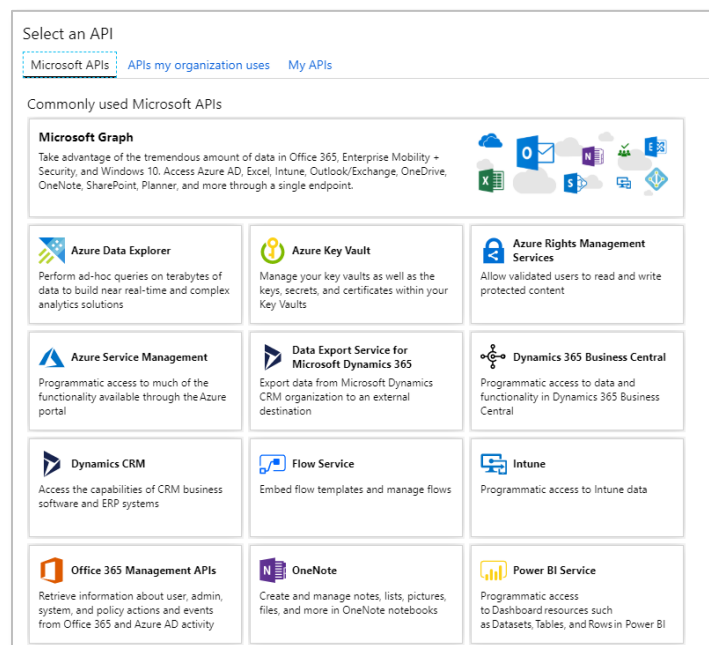 Select an API
Microsoft APIs
APIs my organization uses
My APIs
Commonly used Microsoft APIs
Microsoft Graph
Take advantage of the tremendous amount of data in Office 365, Enterprise Mobility +
Security, and Windows 10. Access Azure AD, Excel, Intune, Outlook/Exchange, OneDrive,
OneNote, SharePoint, Planner, and more through a single endpoint.
Azure Data Explorer
Perform ad-hoc queries on terabytes of
data to build near real-time and complex
analytics solutions
Azure Key Vault
Manage your key vaults as well as the
keys, secrets, and certificates within your
Key Vaults
Azure Rights Management
Services
Allow validated users to read and write
protected content
Azure Service Management
Programmatic access to much of the
functionality available through the Azure
portal
Data Export Service for
Microsoft Dynamics 365
Export data from Microsoft Dynamics
CRM organization to an external
destination
Dynamics 365 Business Central
Programmatic access to data and
functionality in Dynamics 365 Business
Central
Dynamics CRM
Access the capabilities of CRM business
software and ERP systems
Flow Service
Embed flow templates and manage flows
Intune
Programmatic access to Intune data
Office 365 Management APIs
Retrieve information about user, admin,
system, and policy actions and events
from Office 365 and Azure AD activity
OneNote
Create and manage notes, lists, pictures,
files, and more in OneNote notebooks
Power BI Service
Programmatic access
to Dashboard resources such
as Datasets, Tables, and Rows in Power BI